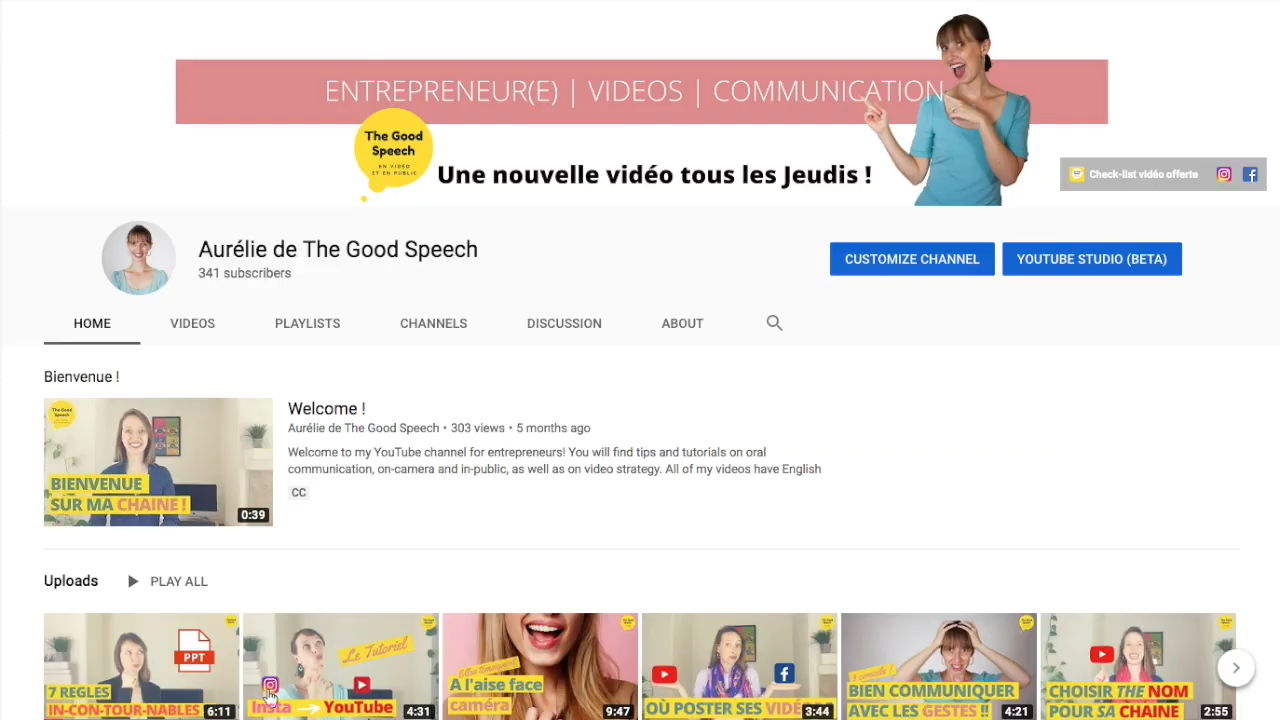 ENTREPRENEUR(E) | VIDEOS | COMMUNICATION
The Good
Speech
EN VIDÉO
ET EN PUBLIC
Une nouvelle vidéo tous les Jeudis !
Check-list vidéo offerte
Aurélie de The Good Speech
341 subscribers
CUSTOMIZE CHANNEL
YOUTUBE STUDIO (BETA)
HOME
VIDEOS
PLAYLISTS
CHANNELS
DISCUSSION
ABOUT
Bienvenue !
The Good
Speech
BIENVENUE
SUR MA CHAINE !
0:39
Welcome !
Aurélie de The Good Speech • 303 views • 5 months ago
Welcome to my YouTube channel for entrepreneurs! You will find tips and tutorials on oral
communication, on-camera and in-public, as well as on video strategy. All of my videos have English
CC
Uploads
PLAY ALL
PPT
7 REGLES
IN-CON-TOUR-NABLES
6:11
Le Tutoriel
Insta → YouTube
4:31
A l'aise face
caméra
9:47
OÙ POSTER SES
3:44
BIEN COMMUNIQUER
AVEC LES GESTES !!
4:21
CHOISIR THE NOM
POUR SA CHAINE
2:55